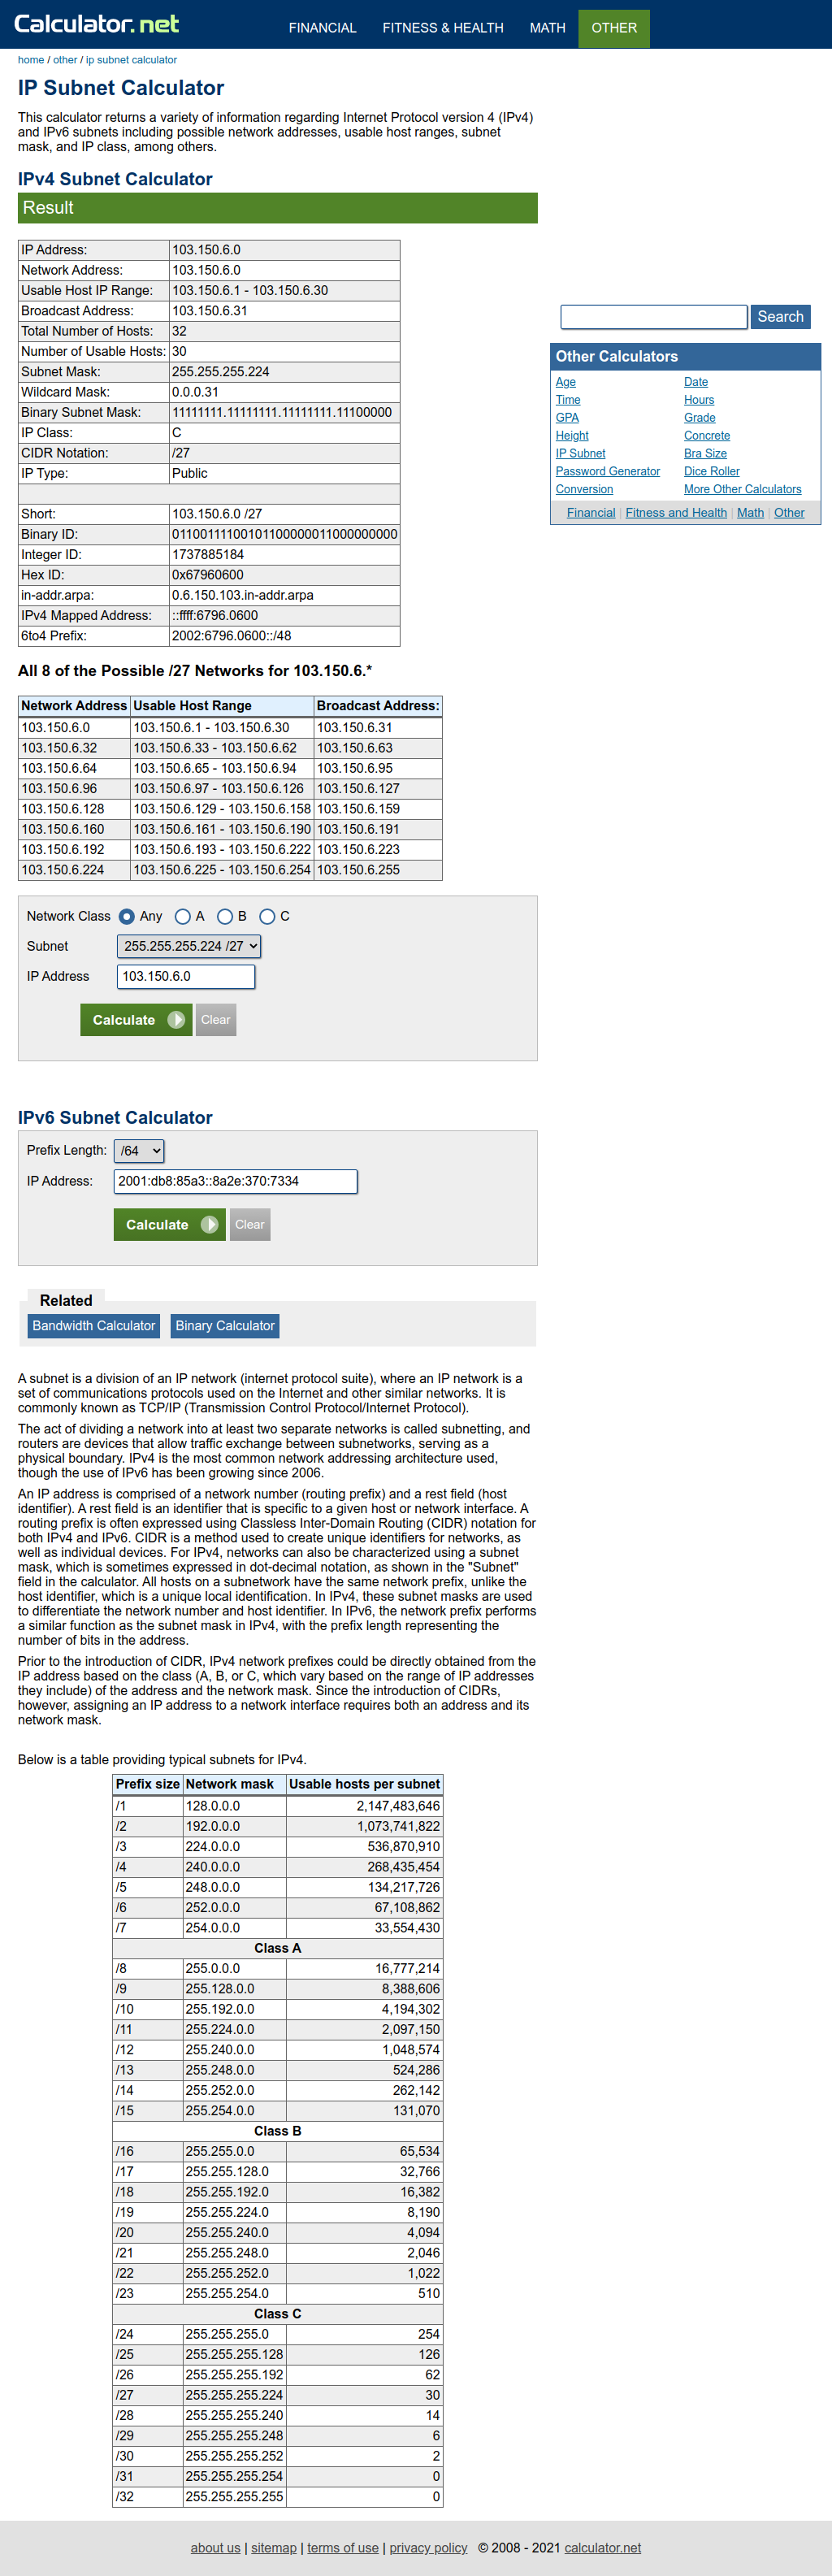 Calculator.net
FINANCIAL FITNESS & HEALTH MATH OTHER
home / other / ip subnet calculator
IP Subnet Calculator
This calculator returns a variety of information regarding Internet Protocol version 4 (IPv4)
and IPv6 subnets including possible network addresses, usable host ranges, subnet
mask, and IP class, among others.
IPv4 Subnet Calculator
Result
IP Address: 103.150.6.0
Network Address: 103.150.6.0
Usable Host IP Range: 103.150.6.1 - 103.150.6.30
Broadcast Address: 103.150.6.31
Total Number of Hosts: 32
Number of Usable Hosts: 30
Subnet Mask: 255.255.255.224
Wildcard Mask: 0.0.0.31
Binary Subnet Mask: 11111111.11111111.11111111.11100000
IP Class: C
CIDR Notation: /27
IP Type: Public
Short: 103.150.6.0 /27
Binary ID: 01100111100101100000011000000000
Integer ID: 1737885184
Hex ID: 0x67960600
in-addr.arpa: 0.6.150.103.in-addr.arpa
IPv4 Mapped Address: ::ffff:6796.0600
6to4 Prefix: 2002:6796.0600::/48
Search
Other Calculators
Age Date
Time Hours
GPA Grade
Height Concrete
IP Subnet Bra Size
Password Generator Dice Roller
Conversion More Other Calculators
Financial | Fitness and Health | Math | Other
All 8 of the Possible /27 Networks for 103.150.6.*
Network Address Usable Host Range Broadcast Address:
103.150.6.0 103.150.6.1 - 103.150.6.30 103.150.6.31
103.150.6.32 103.150.6.33 - 103.150.6.62 103.150.6.63
103.150.6.64 103.150.6.65 - 103.150.6.94 103.150.6.95
103.150.6.96 103.150.6.97 - 103.150.6.126 103.150.6.127
103.150.6.128 103.150.6.129 - 103.150.6.158 103.150.6.159
103.150.6.160 103.150.6.161 - 103.150.6.190 103.150.6.191
103.150.6.192 103.150.6.193 - 103.150.6.222 103.150.6.223
103.150.6.224 103.150.6.225 - 103.150.6.254 103.150.6.255
Network Class Any A B C
Subnet 255.255.255.224 /27
IP Address 103.150.6.0
Calculate Clear
IPv6 Subnet Calculator
Prefix Length: /64
IP Address: 2001:db8:85a3::8a2e:370:7334
Calculate Clear
Related
Bandwidth Calculator Binary Calculator
A subnet is a division of an IP network (internet protocol suite), where an IP network is a
set of communications protocols used on the Internet and other similar networks. It is
commonly known as TCP/IP (Transmission Control Protocol/Internet Protocol).
The act of dividing a network into at least two separate networks is called subnetting, and
routers are devices that allow traffic exchange between subnetworks, serving as a
physical boundary. IPv4 is the most common network addressing architecture used,
though the use of IPv6 has been growing since 2006.
An IP address is comprised of a network number (routing prefix) and a rest field (host
identifier). A rest field is an identifier that is specific to a given host or network interface. A
routing prefix is often expressed using Classless Inter-Domain Routing (CIDR) notation for
both IPv4 and IPv6. CIDR is a method used to create unique identifiers for networks, as
well as individual devices. For IPv4, networks can also be characterized using a subnet
mask, which is sometimes expressed in dot-decimal notation, as shown in the "Subnet"
field in the calculator. All hosts on a subnetwork have the same network prefix, unlike the
host identifier, which is a unique local identification. In IPv4, these subnet masks are used
to differentiate the network number and host identifier. In IPv6, the network prefix performs
a similar function as the subnet mask in IPv4, with the prefix length representing the
number of bits in the address.
Prior to the introduction of CIDR, IPv4 network prefixes could be directly obtained from the
IP address based on the class (A, B, or C, which vary based on the range of IP addresses
they include) of the address and the network mask. Since the introduction of CIDRs,
however, assigning an IP address to a network interface requires both an address and its
network mask.
Below is a table providing typical subnets for IPv4.
Prefix size Network mask Usable hosts per subnet
/1 128.0.0.0 2,147,483,646
/2 192.0.0.0 1,073,741,822
/3 224.0.0.0 536,870,910
/4 240.0.0.0 268,435,454
/5 248.0.0.0 134,217,726
/6 252.0.0.0 67,108,862
/7 254.0.0.0 33,554,430
Class A
/8 255.0.0.0 16,777,214
/9 255.128.0.0 8,388,606
/10 255.192.0.0 4,194,302
/11 255.224.0.0 2,097,150
/12 255.240.0.0 1,048,574
/13 255.248.0.0 524,286
/14 255.252.0.0 262,142
/15 255.254.0.0 131,070
Class B
/16 255.255.0.0 65,534
/17 255.255.128.0 32,766
/18 255.255.192.0 16,382
/19 255.255.224.0 8,190
/20 255.255.240.0 4,094
/21 255.255.248.0 2,046
/22 255.255.252.0 1,022
/23 255.255.254.0 510
Class C
/24 255.255.255.0 254
/25 255.255.255.128 126
/26 255.255.255.192 62
/27 255.255.255.224 30
/28 255.255.255.240 14
/29 255.255.255.248 6
/30 255.255.255.252 2
/31 255.255.255.254 0
/32 255.255.255.255 0
about us | sitemap | terms of use | privacy policy © 2008 - 2021 calculator.net